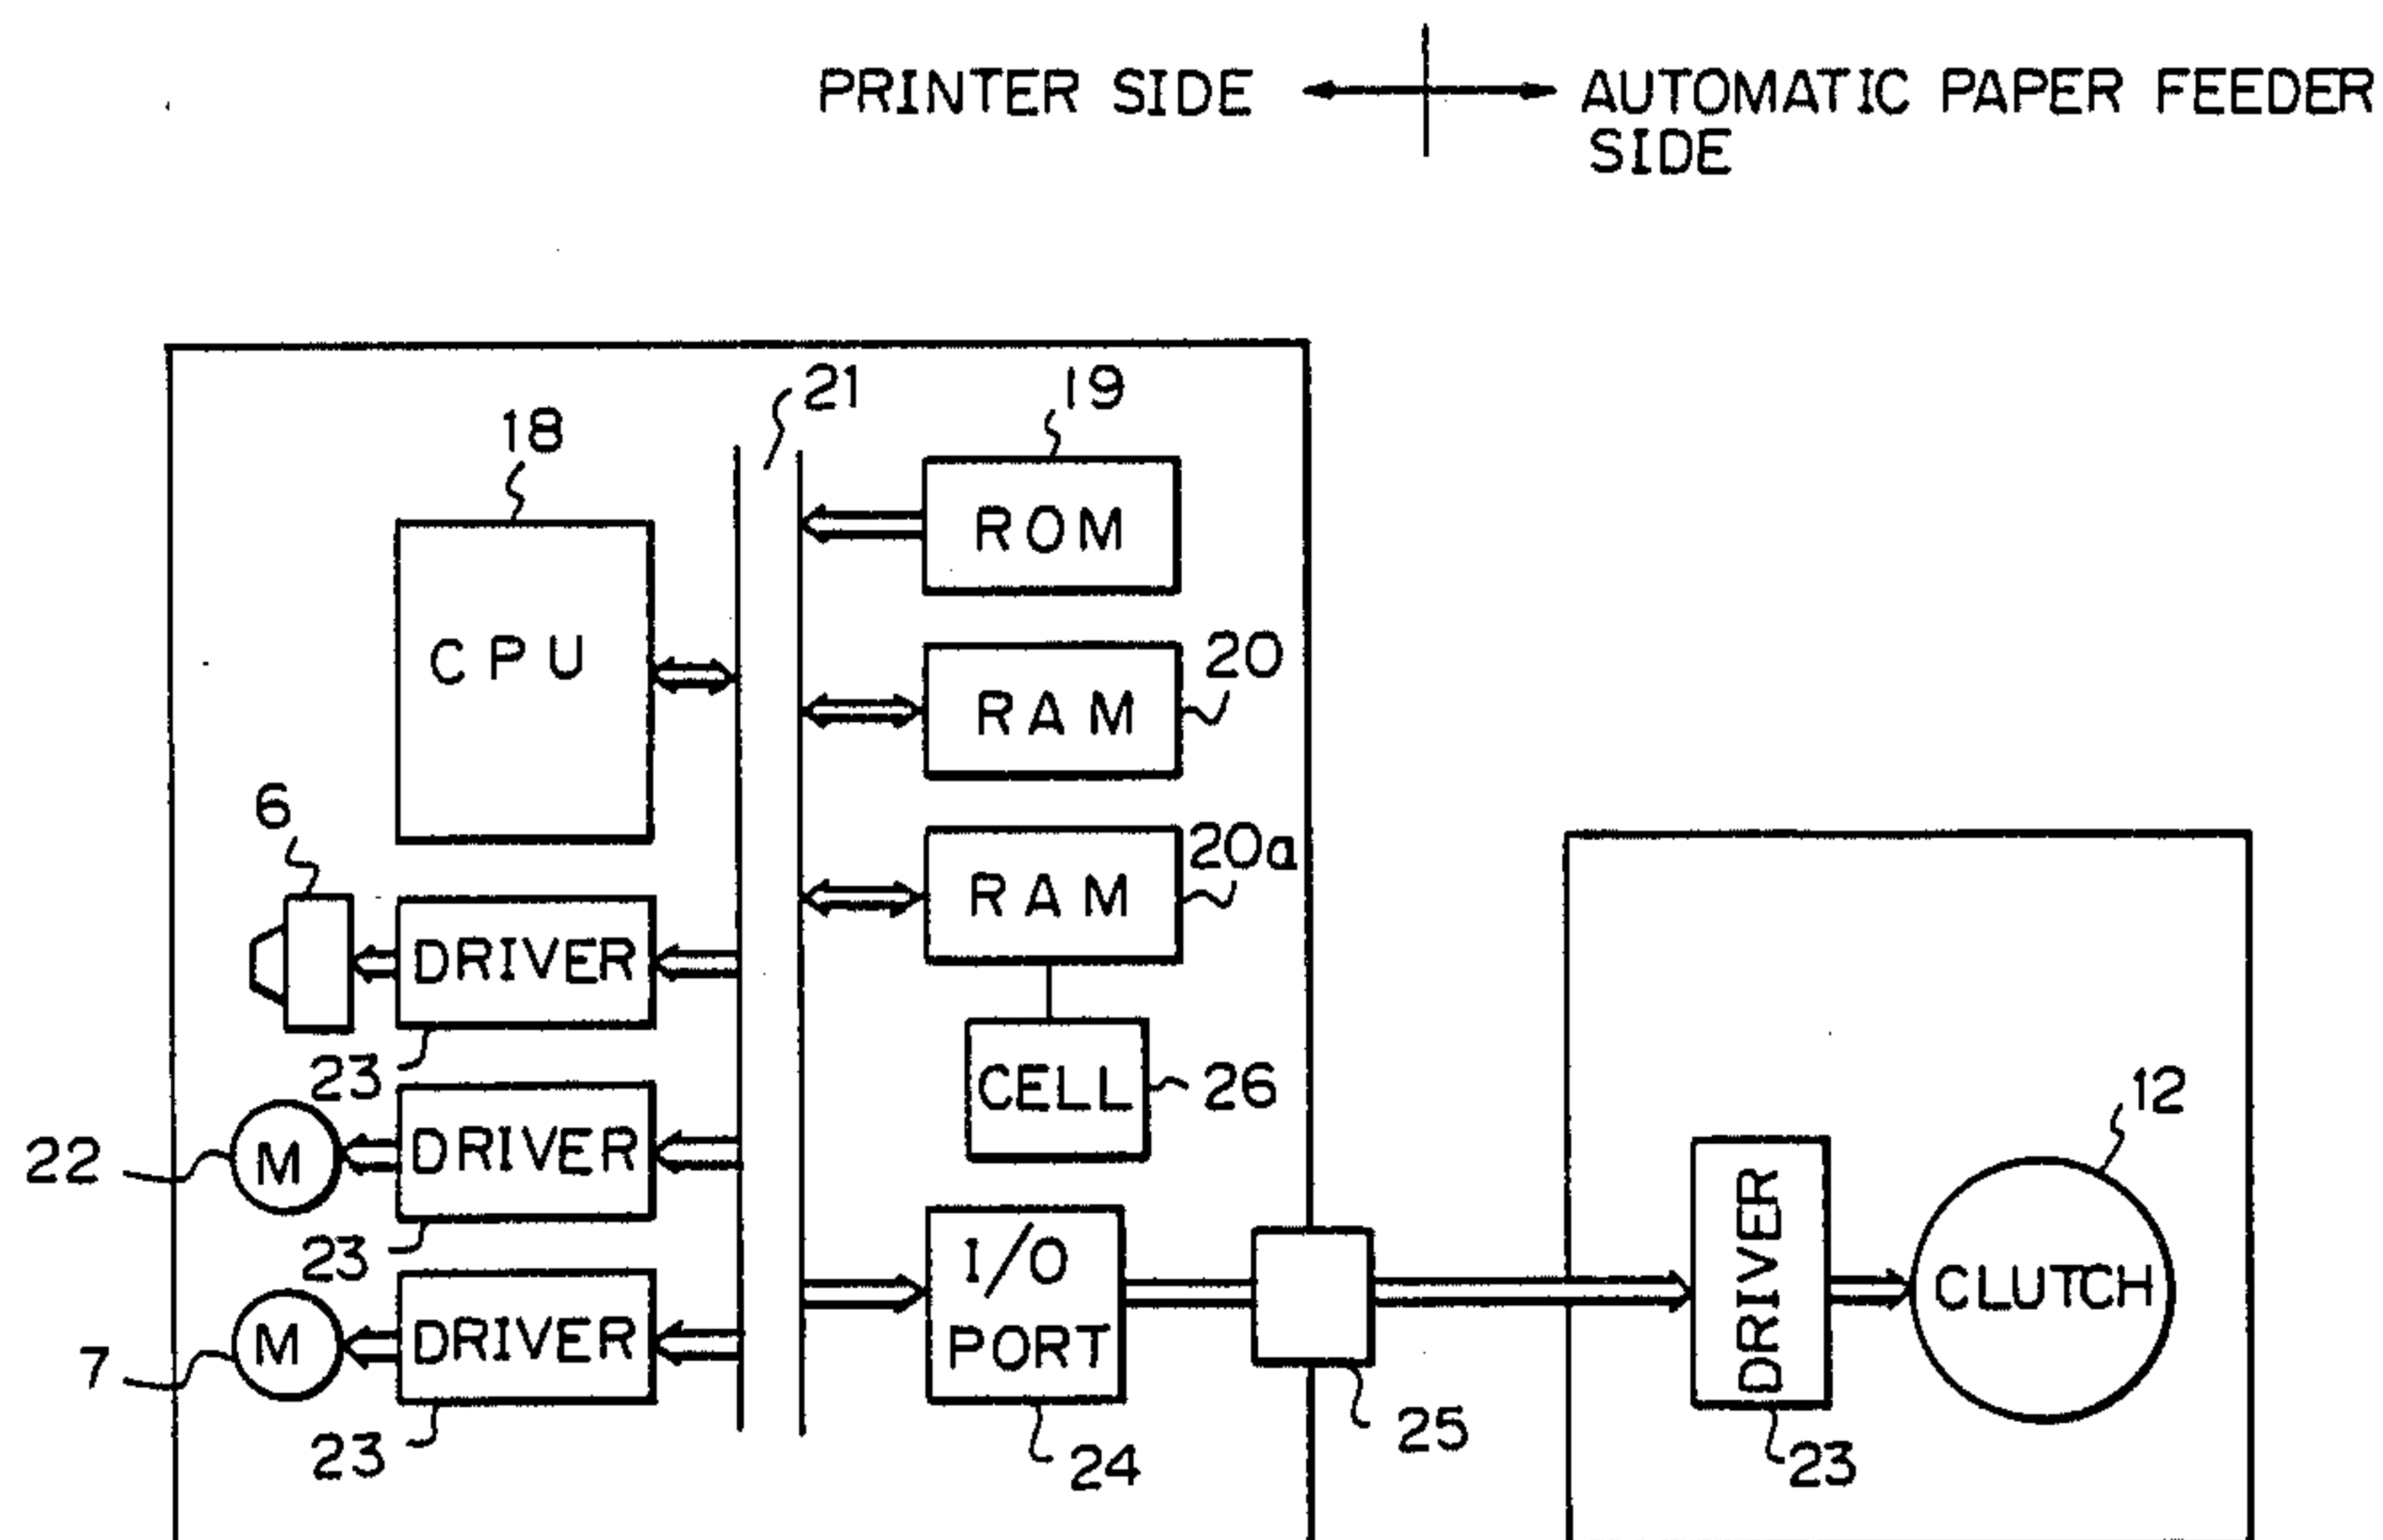 PRINTER SIDE
AUTOMATIC PAPER FEEDER
SIDE
21
19
18
ROM
CPU
20
RAM
6
20a
RAM
DRIVER
23
CELL
26
12
22
M
DRIVER
23
I/O
PORT
DRIVER
CLUTCH
7
M
DRIVER
23
24
25
23